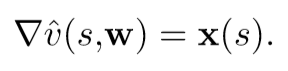 ∇v̂(s,w) = x(s).